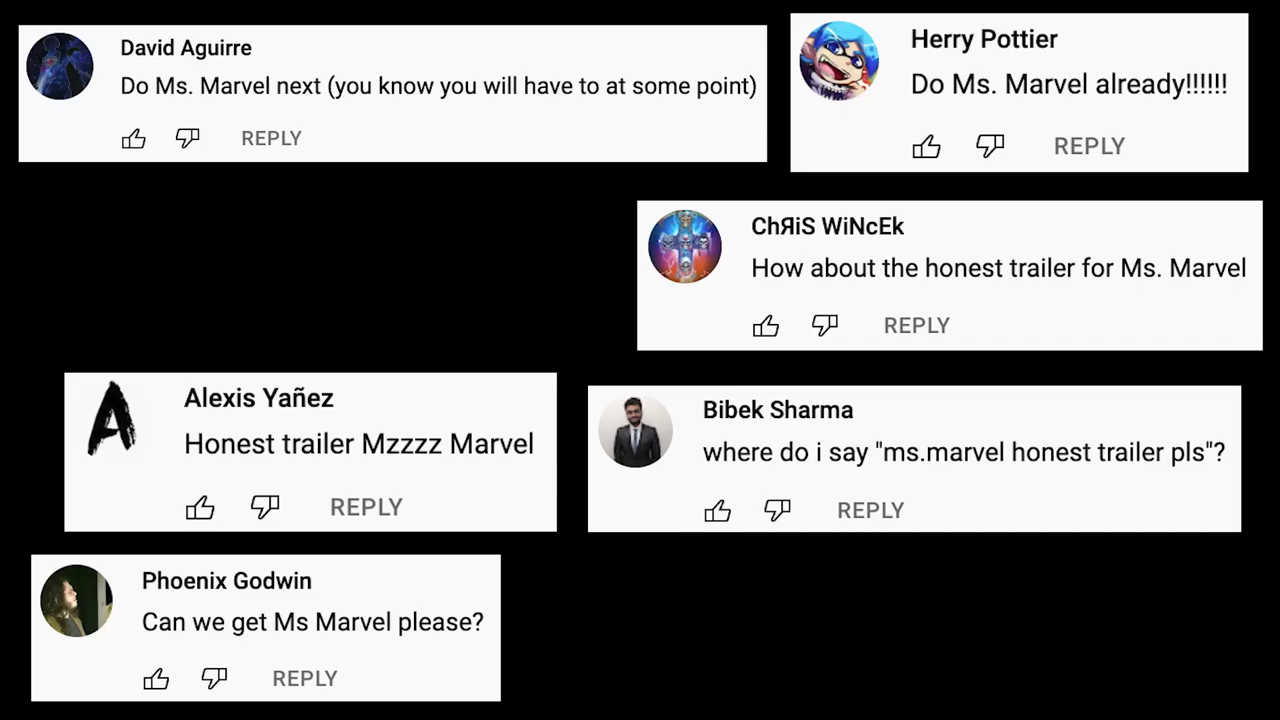 David Aguirre
Do Ms. Marvel next (you know you will have to at some point)
REPLY
Herry Pottier
Do Ms. Marvel already!!!!!!
REPLY
ChЯiS WiNcEk
How about the honest trailer for Ms. Marvel
REPLY
A
Alexis Yañez
Honest trailer Mzzzz Marvel
REPLY
Bibek Sharma
where do i say "ms.marvel honest trailer pls"?
REPLY
Phoenix Godwin
Can we get Ms Marvel please?
REPLY